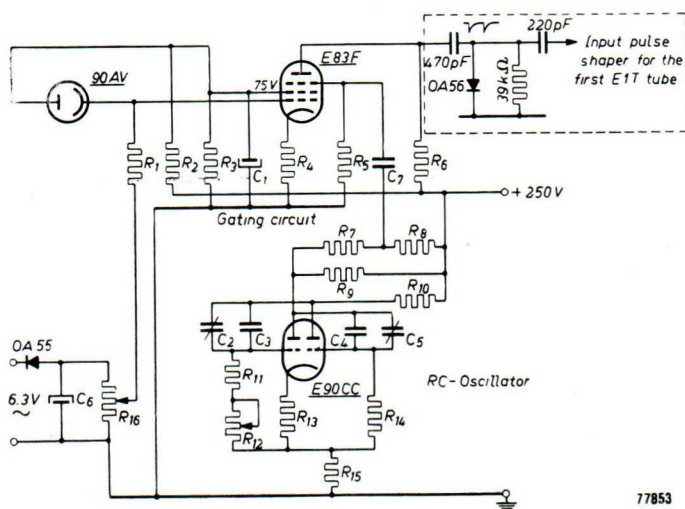 90AV
E83F
75V
470pF
220pF
OA56
39kΩ
Input pulse
shaper for the
first E1T tube
R1
R2
R3
C1
R4
R5
C7
R6
+ 250V
Gating circuit
R7
R8
R9
R10
C2
C3
C4
C5
OA55
6.3V
~
C6
R16
R11
E90CC
RC-Oscillator
R12
R13
R14
R15
77853